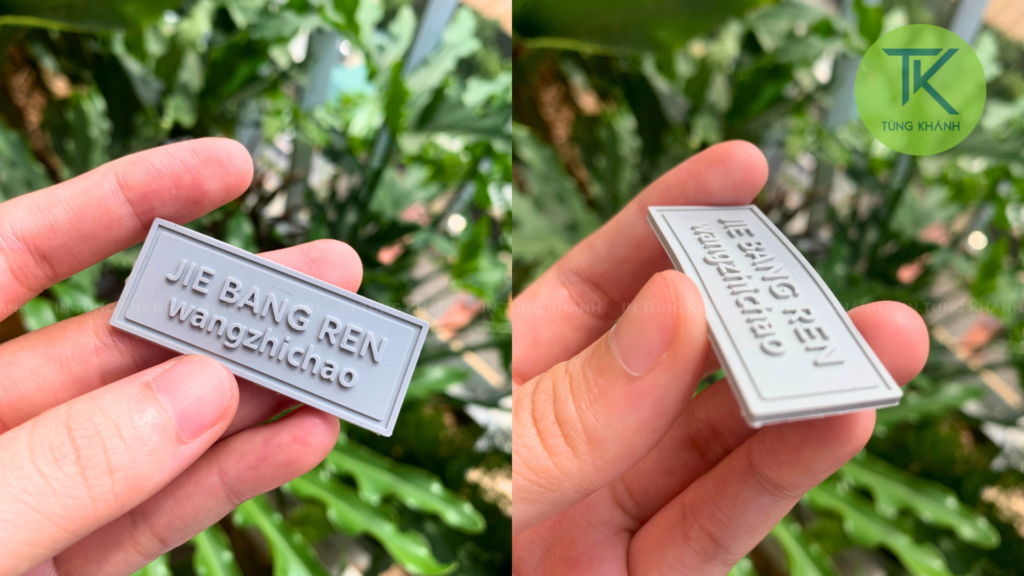 JIE BANG REN
wangzhichao
JIE BANG REN
wangzhichao
TK
TÙNG KHÁNH